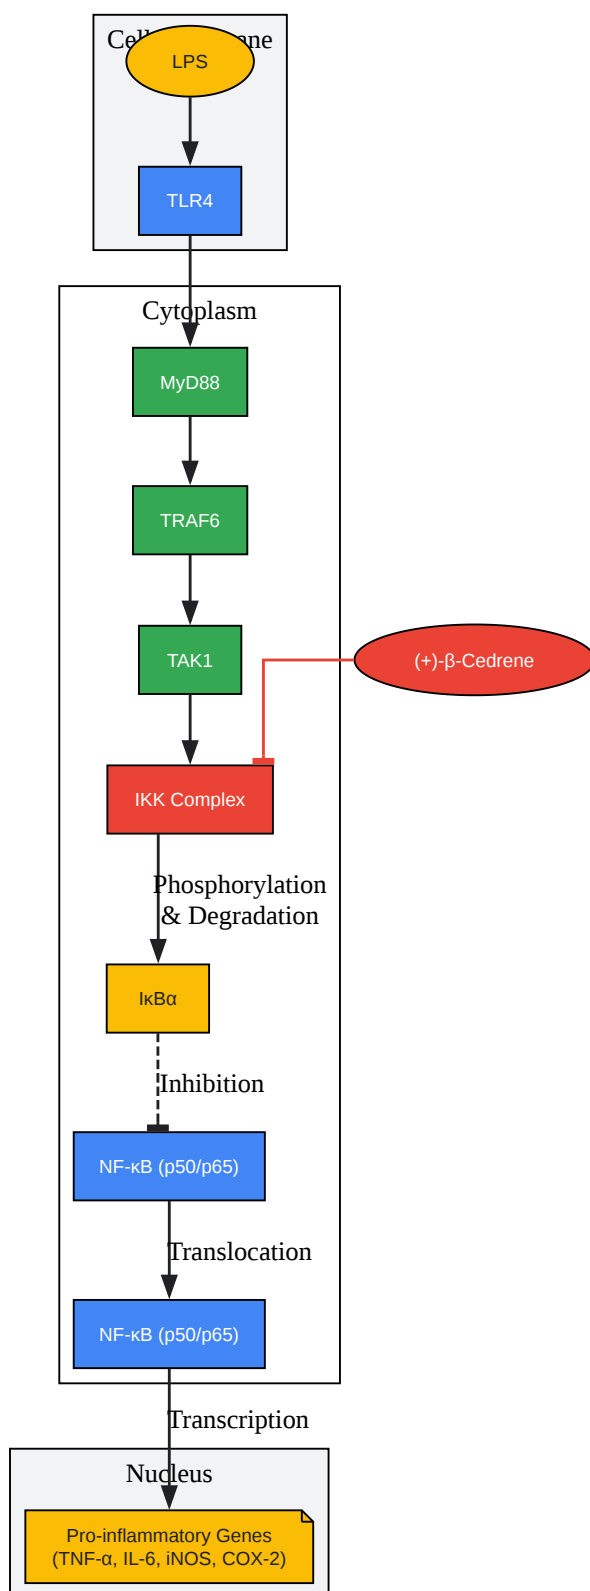 LPS
TLR4
Cytoplasm
MyD88
TRAF6
TAK1
(+)-β-Cedrene
IKK Complex
Phosphorylation
& Degradation
IκBα
Inhibition
NF-κB (p50/p65)
Translocation
NF-κB (p50/p65)
Transcription
Nucleus
Pro-inflammatory Genes
(TNF-α, IL-6, iNOS, COX-2)